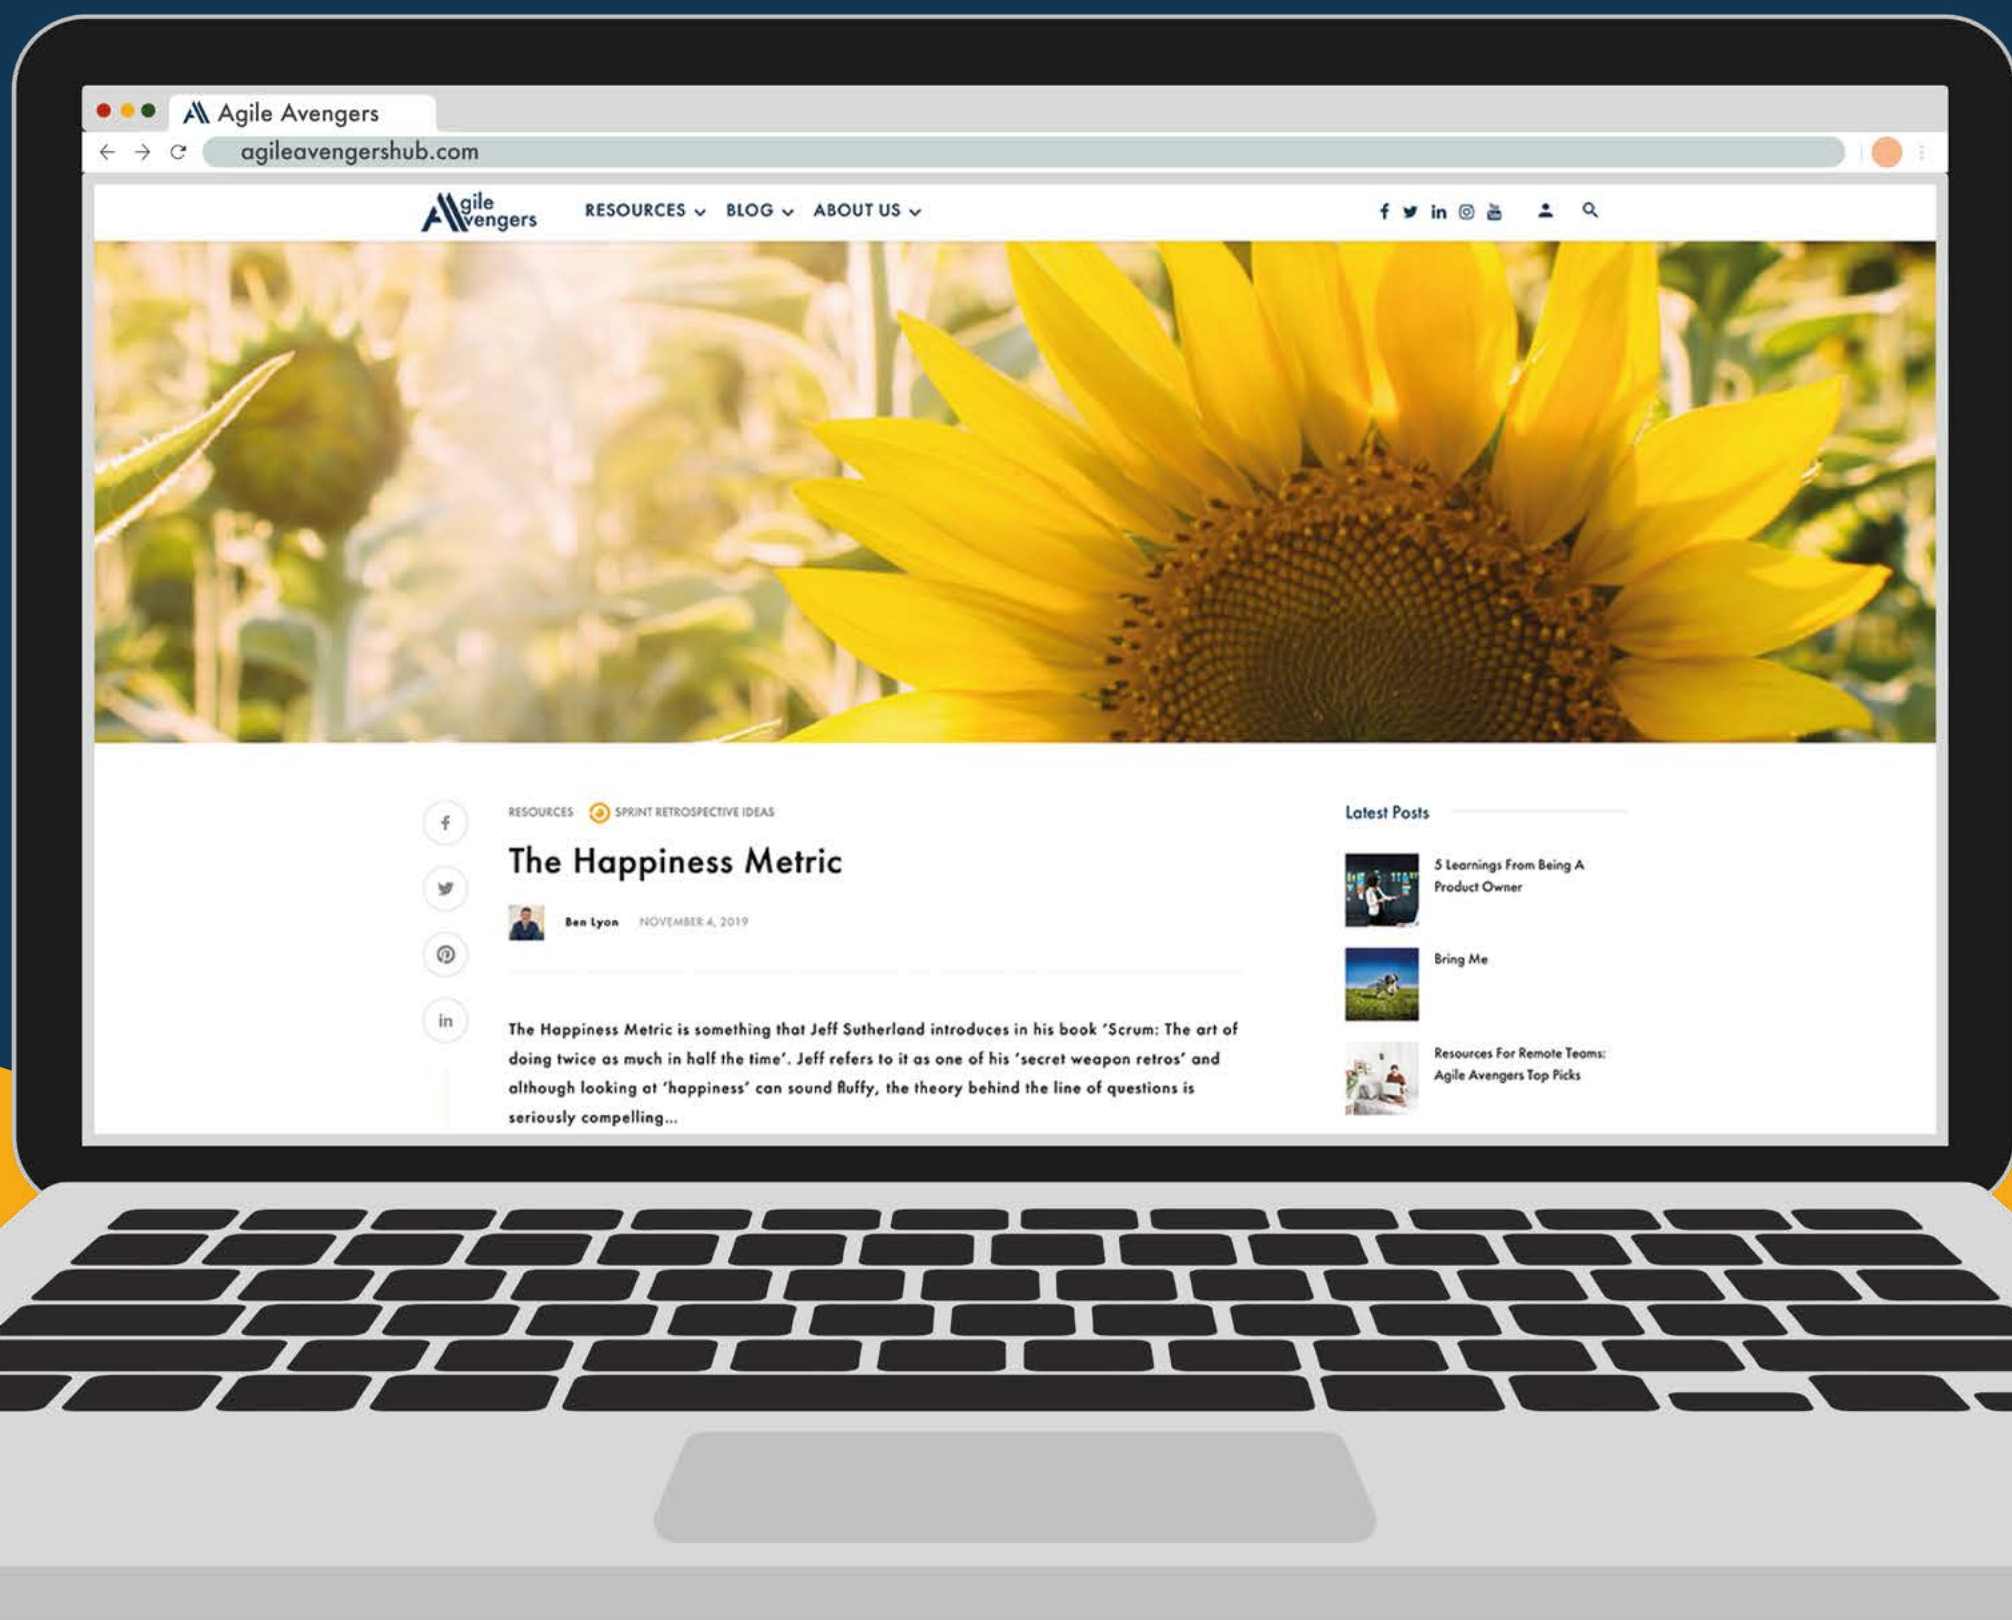 Agile Avengers
agileavengershub.com
Agile
Avengers
RESOURCES
BLOG
ABOUT US
RESOURCES
SPRINT RETROSPECTIVE IDEAS
The Happiness Metric
Ben Lyon
NOVEMBER 4, 2019
The Happiness Metric is something that Jeff Sutherland introduces in his book ‘Scrum: The art of
doing twice as much in half the time’. Jeff refers to it as one of his ‘secret weapon retros’ and
although looking at ‘happiness’ can sound fluffy, the theory behind the line of questions is
seriously compelling...
Latest Posts
5 Learnings From Being A
Product Owner
Bring Me
Resources For Remote Teams:
Agile Avengers Top Picks